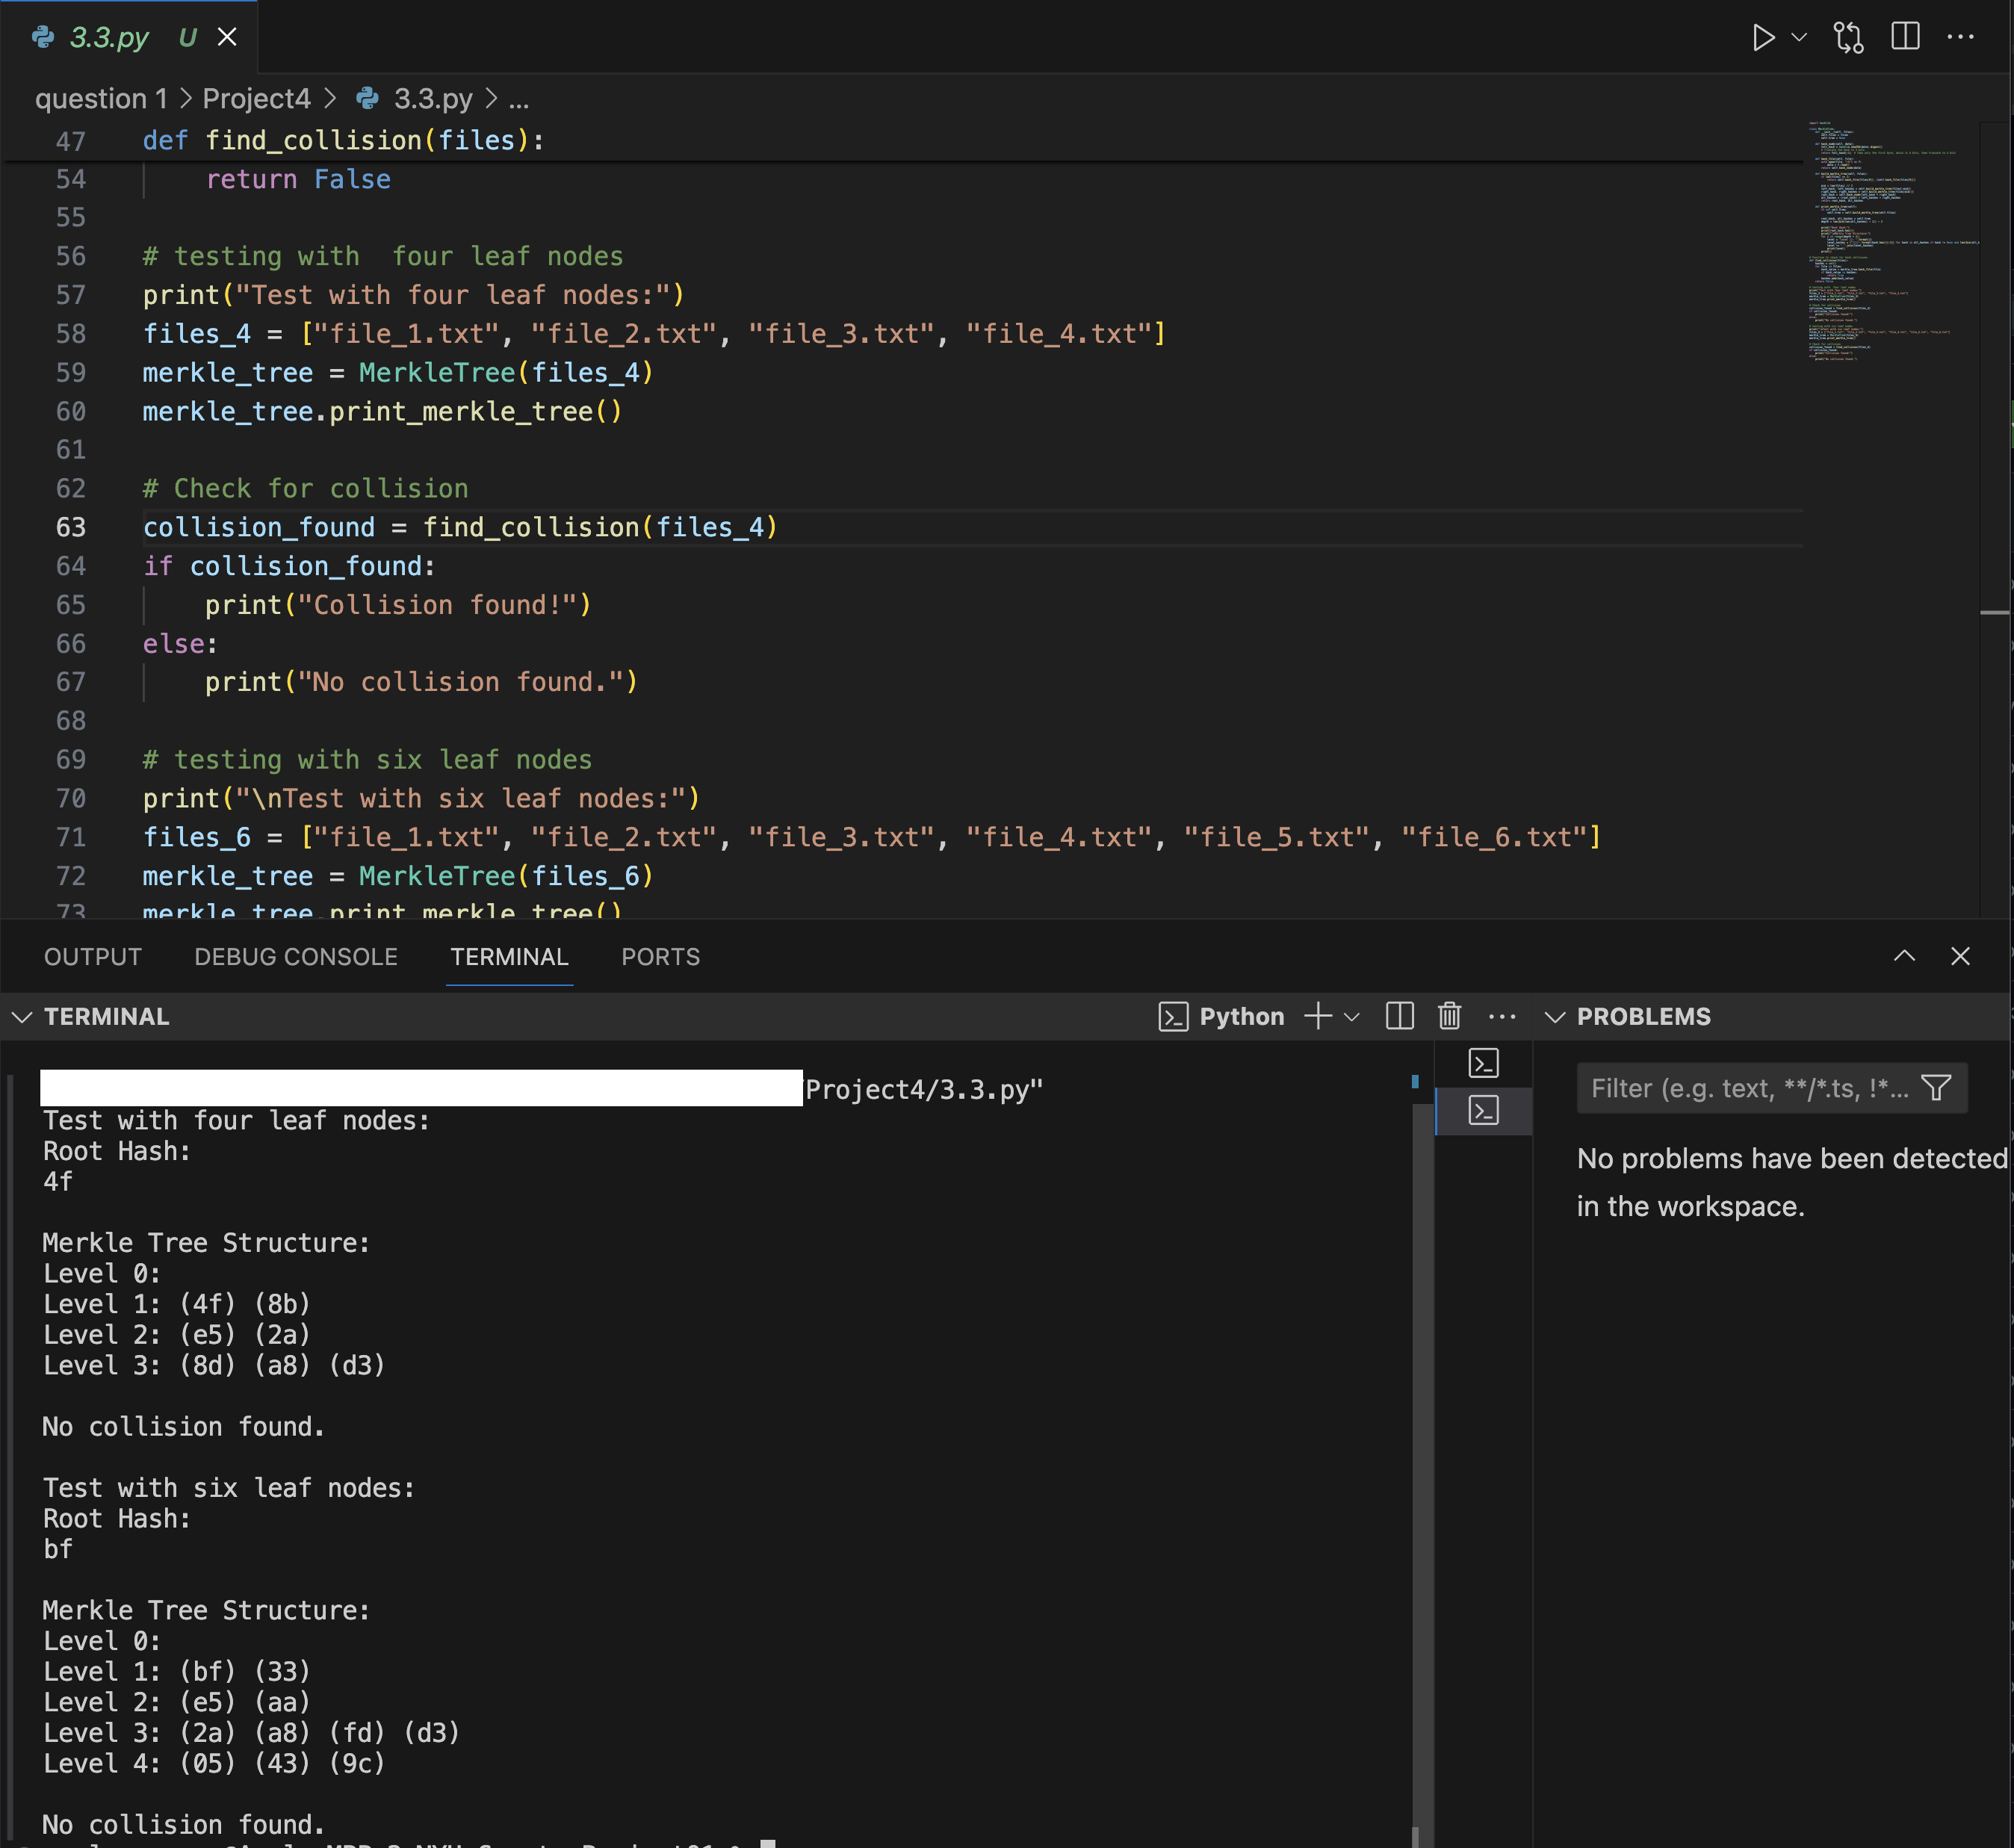 3.3.py U
question 1 > Project4 > 3.3.py > ...
47 def find_collision(files):
54 return False
55
56 # testing with  four leaf nodes
57 print("Test with four leaf nodes:")
58 files_4 = ["file_1.txt", "file_2.txt", "file_3.txt", "file_4.txt"]
59 merkle_tree = MerkleTree(files_4)
60 merkle_tree.print_merkle_tree()
61
62 # Check for collision
63 collision_found = find_collision(files_4)
64 if collision_found:
65 print("Collision found!")
66 else:
67 print("No collision found.")
68
69 # testing with six leaf nodes
70 print("\nTest with six leaf nodes:")
71 files_6 = ["file_1.txt", "file_2.txt", "file_3.txt", "file_4.txt", "file_5.txt", "file_6.txt"]
72 merkle_tree = MerkleTree(files_6)
73 merkle_tree.print_merkle_tree()
OUTPUT DEBUG CONSOLE TERMINAL PORTS
TERMINAL
Python
Project4/3.3.py"
Test with four leaf nodes:
Root Hash:
4f
Merkle Tree Structure:
Level 0:
Level 1: (4f) (8b)
Level 2: (e5) (2a)
Level 3: (8d) (a8) (d3)
No collision found.
Test with six leaf nodes:
Root Hash:
bf
Merkle Tree Structure:
Level 0:
Level 1: (bf) (33)
Level 2: (e5) (aa)
Level 3: (2a) (a8) (fd) (d3)
Level 4: (05) (43) (9c)
No collision found.
PROBLEMS
Filter (e.g. text, **/*.ts, !*...
No problems have been detected
in the workspace.